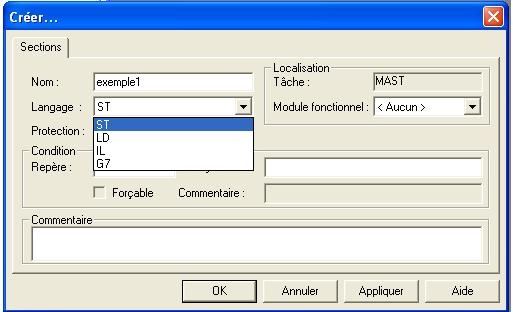 Créer...
Sections
Nom :
exemple1
Langage :
ST
Protection :
ST
LD
IL
G7
Localisation
Tâche :
MAST
Module fonctionnel :
< Aucun >
Condition
Repère :
Forçable
Commentaire :
Commentaire
OK
Annuler
Appliquer
Aide